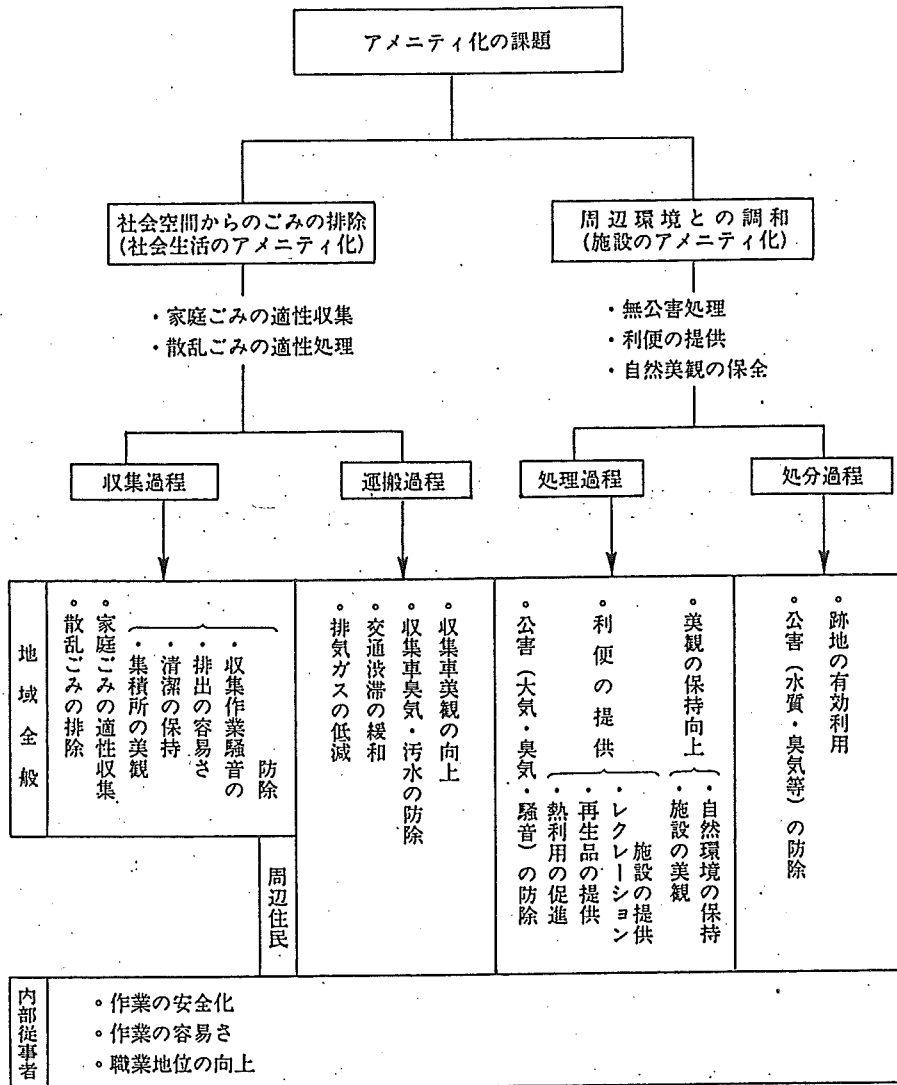 アメニティ化の課題
社会空間からのごみの排除
(社会生活のアメニティ化)
周辺環境との調和
(施設のアメニティ化)
・家庭ごみの適性収集
・散乱ごみの適性処理
・無公害処理
・利便の提供
・自然美観の保全
収集過程
運搬過程
処理過程
処分過程
地域全般
。散乱ごみの排除
。家庭ごみの適性収集
・集積所の美観
・清潔の保持
・排出の容易さ
・収集作業騒音の
防除
周辺住民
。排気ガスの低減
。交通渋滞の緩和
。収集車臭気・汚水の防除
。収集車美観の向上
。公害(大気・臭気・騒音)の防除
。利便の提供
・熱利用の促進
・再生品の提供
・レクレーション
施設の提供
。美観の保持向上
・施設の美観
・自然環境の保持
。公害(水質・臭気等)の防除
。跡地の有効利用
内部従事者
。作業の安全化
。作業の容易さ
。職業地位の向上